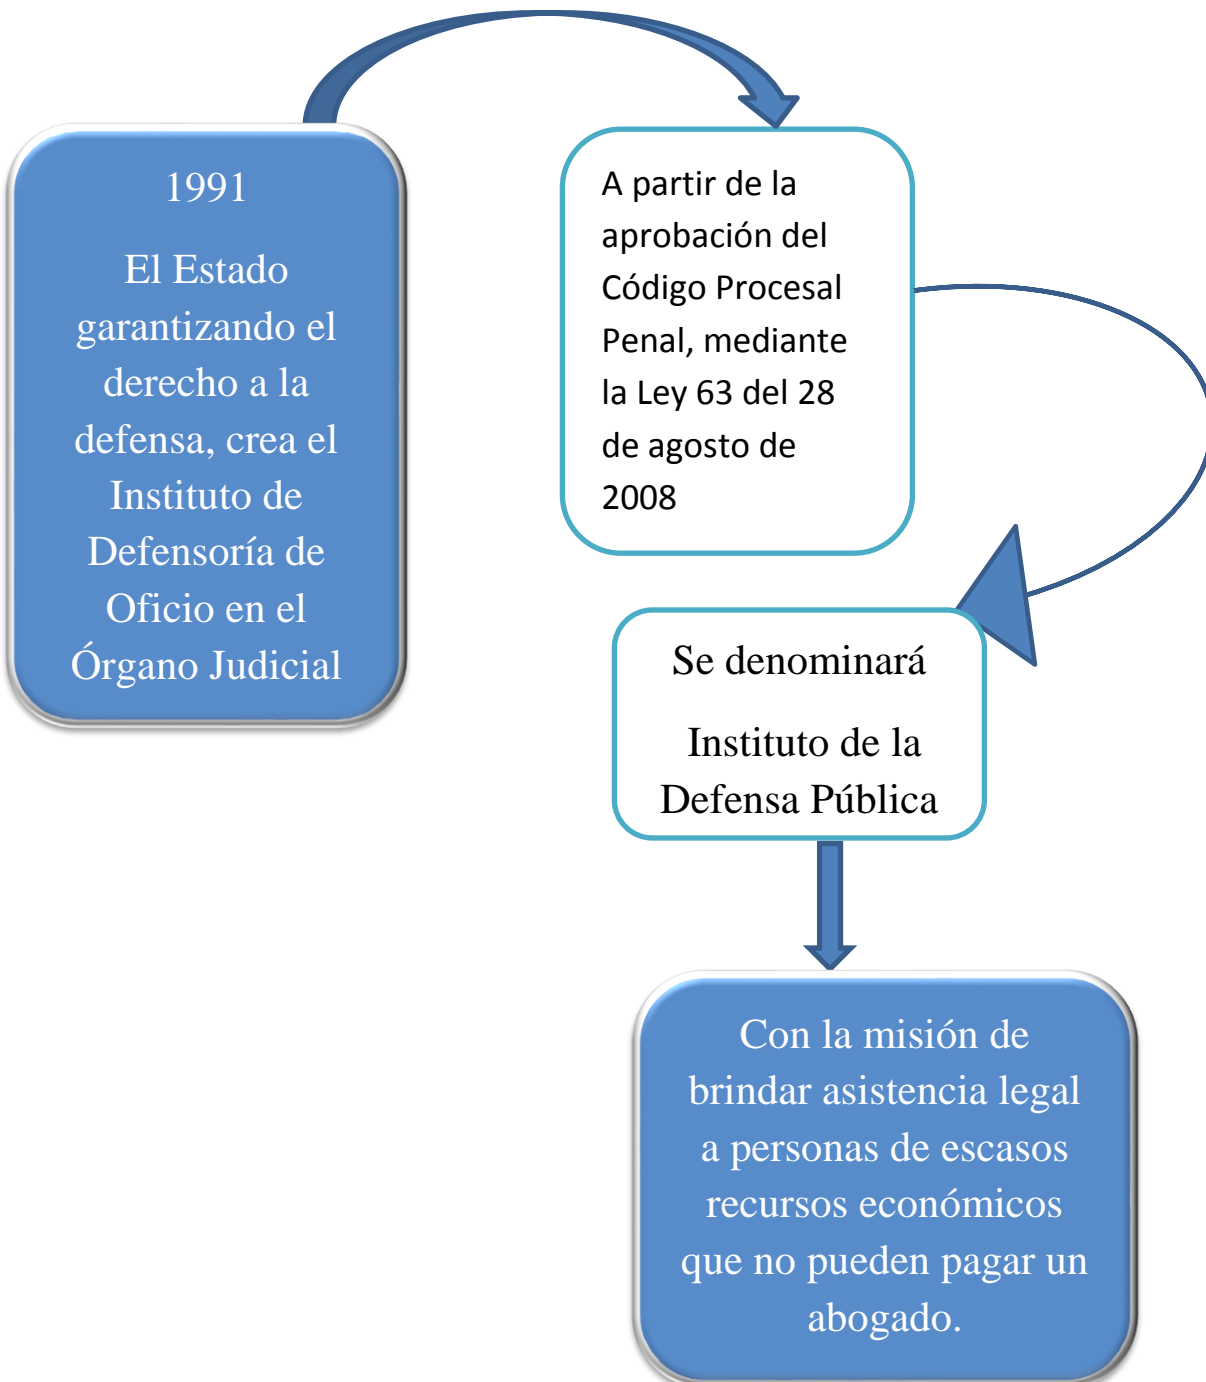 1991
El Estado
garantizando el
derecho a la
defensa, crea el
Instituto de
Defensoría de
Oficio en el
Órgano Judicial
A partir de la
aprobación del
Código Procesal
Penal, mediante
la Ley 63 del 28
de agosto de
2008
Se denominará
Instituto de la
Defensa Pública
Con la misión de
brindar asistencia legal
a personas de escasos
recursos económicos
que no pueden pagar un
abogado.